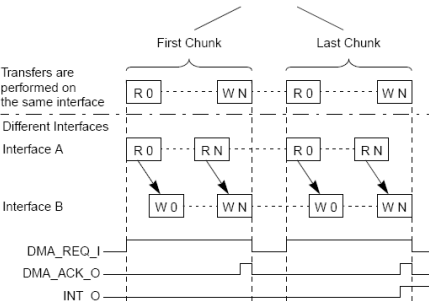 First Chunk Last Chunk
Transfers are
performed on
the same interface
R 0 W N R 0 W N
Different Interfaces
Interface A R 0 R N R 0 R N
Interface B W 0 W N W 0 W N
DMA_REQ_I
DMA_ACK_O
INT_O